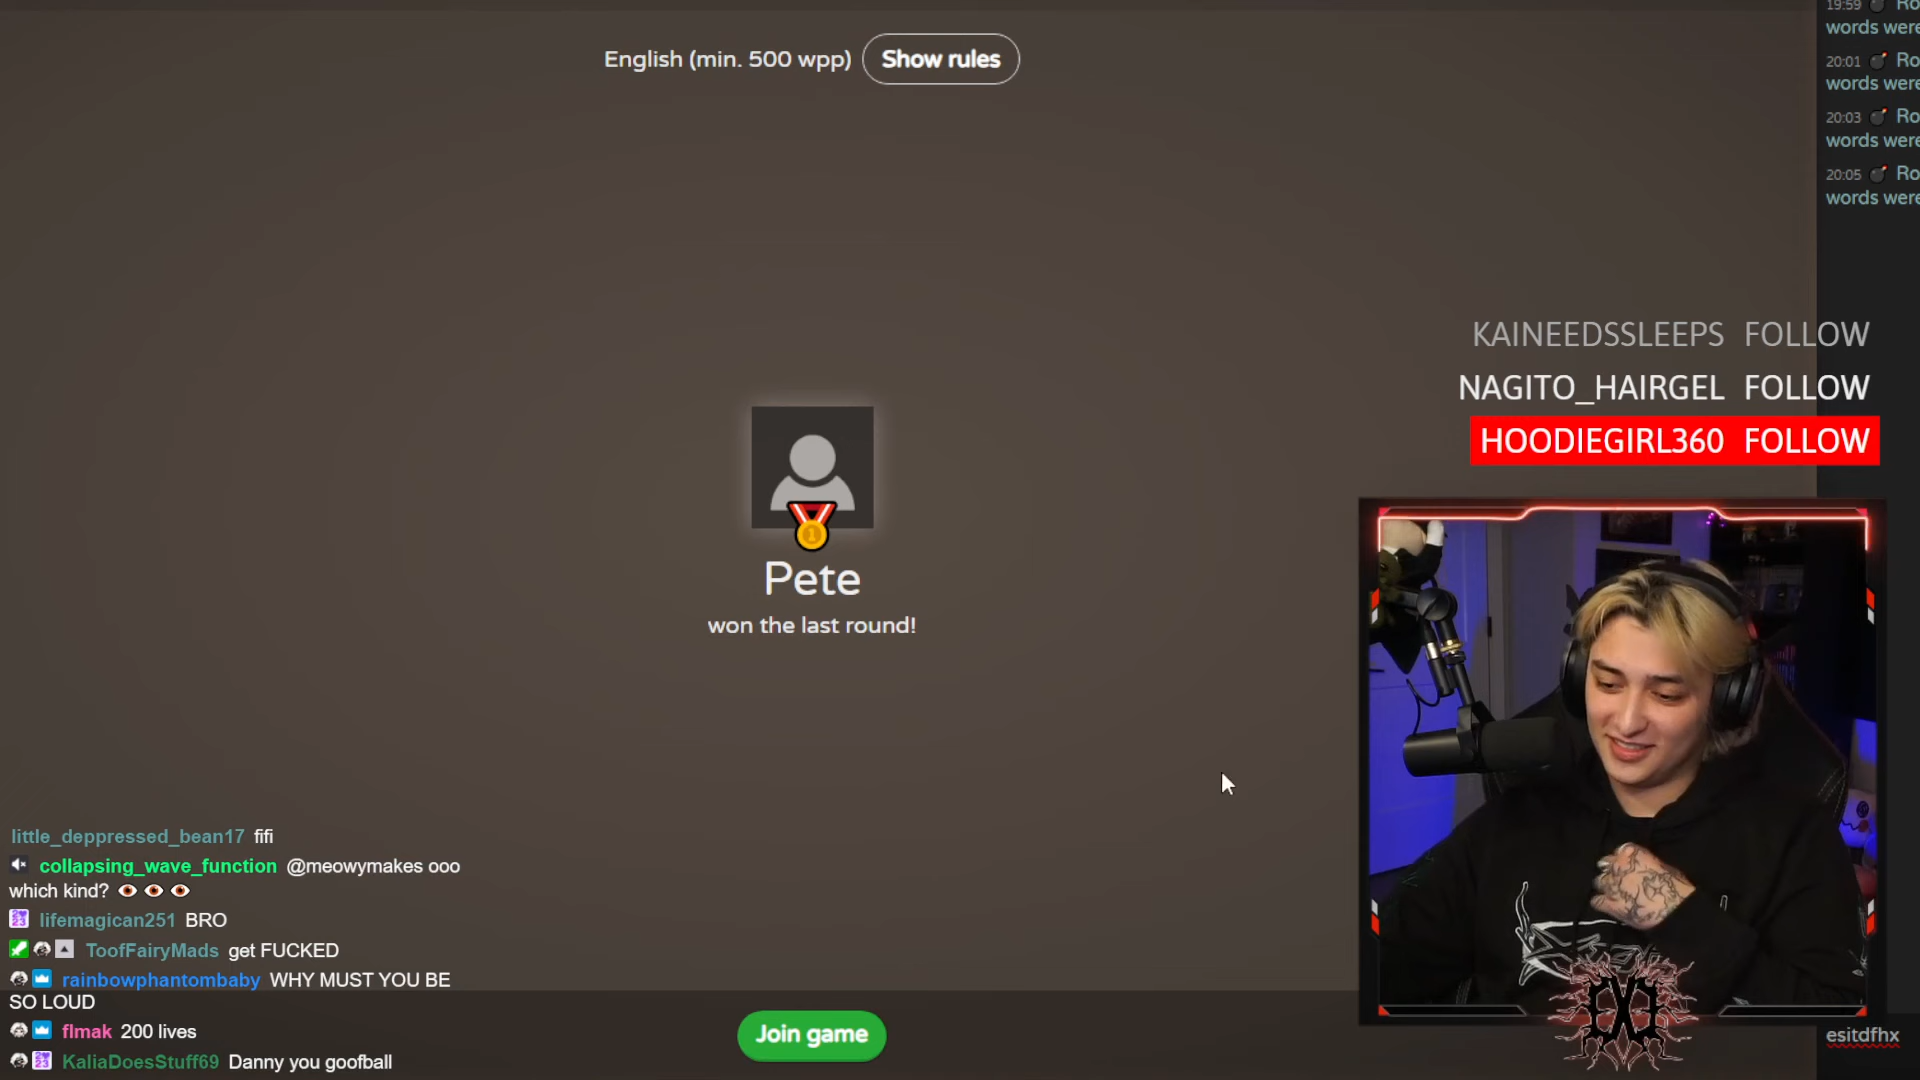 English (min. 500 wpp) Show rules
19:59
words were
20:01
words were
20:03
words were
20:05
words were
KAINEEDSSLEEPS FOLLOW
NAGITO_HAIRGEL FOLLOW
HOODIEGIRL360 FOLLOW
1
Pete
won the last round!
little_deppressed_bean17 fifi
collapsing_wave_function @meowymakes ooo
which kind?
lifemagican251 BRO
ToofFairyMads get FUCKED
rainbowphantombaby WHY MUST YOU BE
SO LOUD
flmak 200 lives
KaliaDoesStuff69 Danny you goofball
Join game
esitdfhx